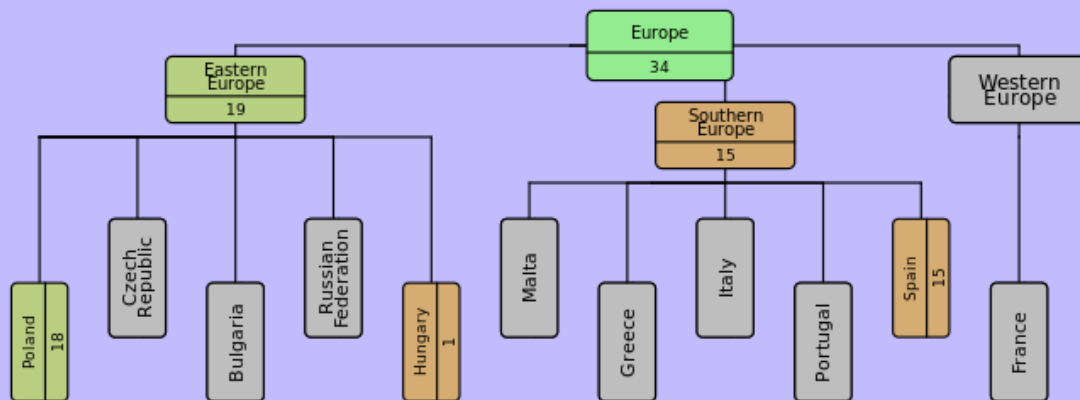 Europe
34
Eastern
Europe
19
Southern
Europe
15
Western
Europe
Poland
18
Czech
Republic
Bulgaria
Russian
Federation
Hungary
1
Malta
Greece
Italy
Portugal
Spain
15
France